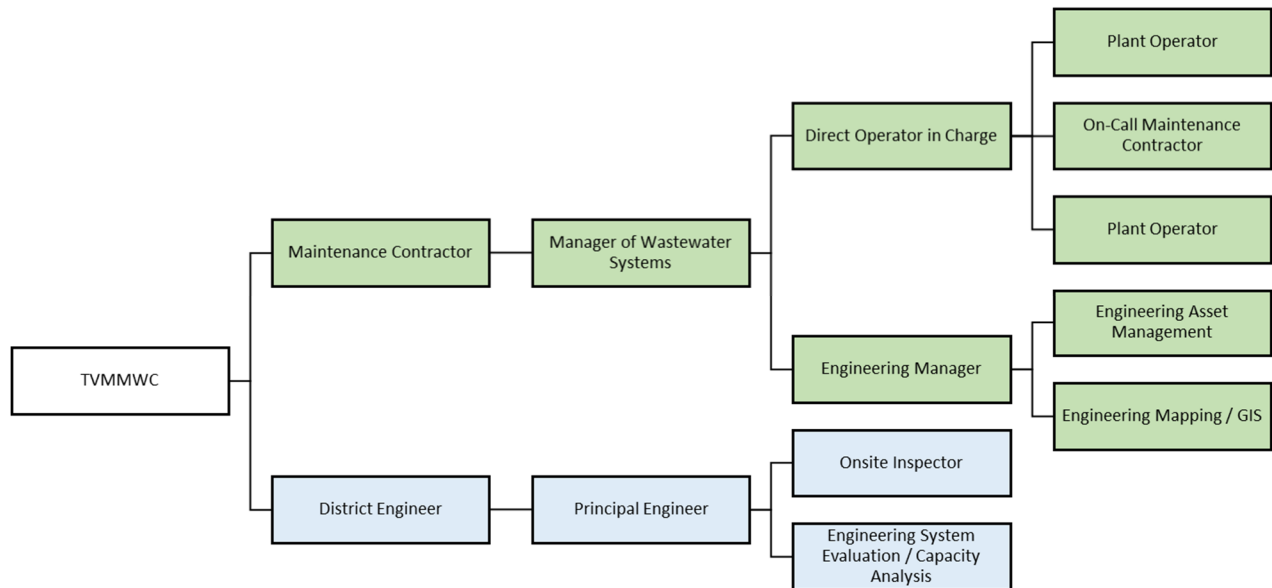 Plant Operator
Direct Operator in Charge
On-Call Maintenance
Contractor
Plant Operator
Maintenance Contractor
Manager of Wastewater
Systems
Engineering Asset
Management
TVMMWC
Engineering Manager
Engineering Mapping / GIS
Onsite Inspector
District Engineer
Principal Engineer
Engineering System
Evaluation / Capacity
Analysis